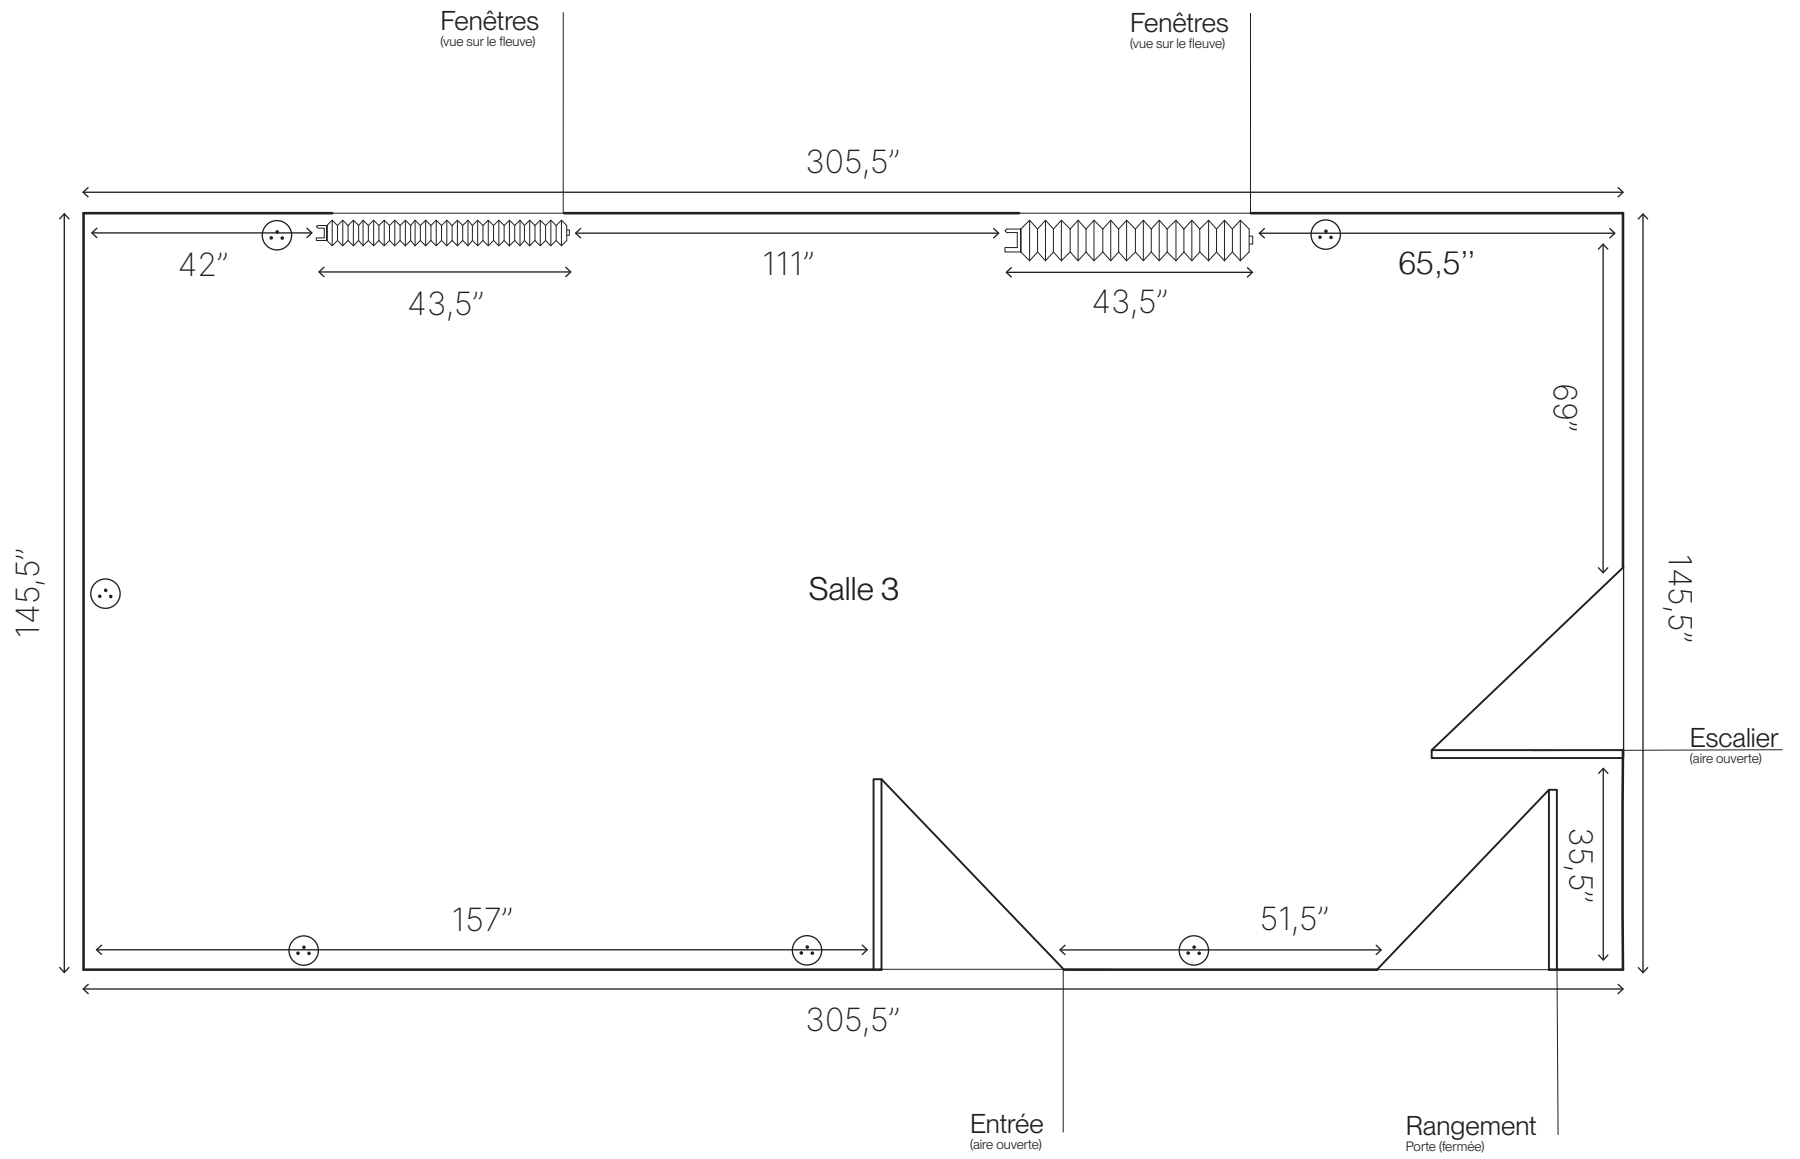 Fenêtres
(vue sur le fleuve)
Fenêtres
(vue sur le fleuve)
305,5”
42”
43,5”
111”
43,5”
65,5’’
69”
145,5”
Salle 3
145,5”
Escalier
(aire ouverte)
35,5”
157”
51,5”
305,5”
Entrée
(aire ouverte)
Rangement
Porte (fermée)